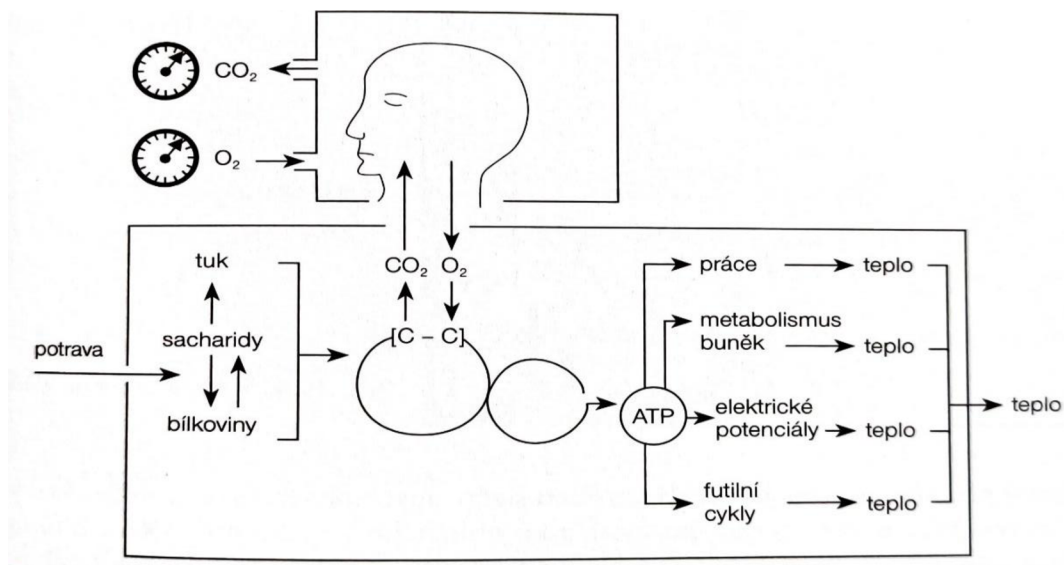 CO₂
O₂
CO₂ O₂
tuk
sacharidy
bílkoviny
potrava
[C – C]
ATP
práce
teplo
metabolismus
buněk
teplo
elektrické
potenciály
teplo
futilní
cykly
teplo
teplo